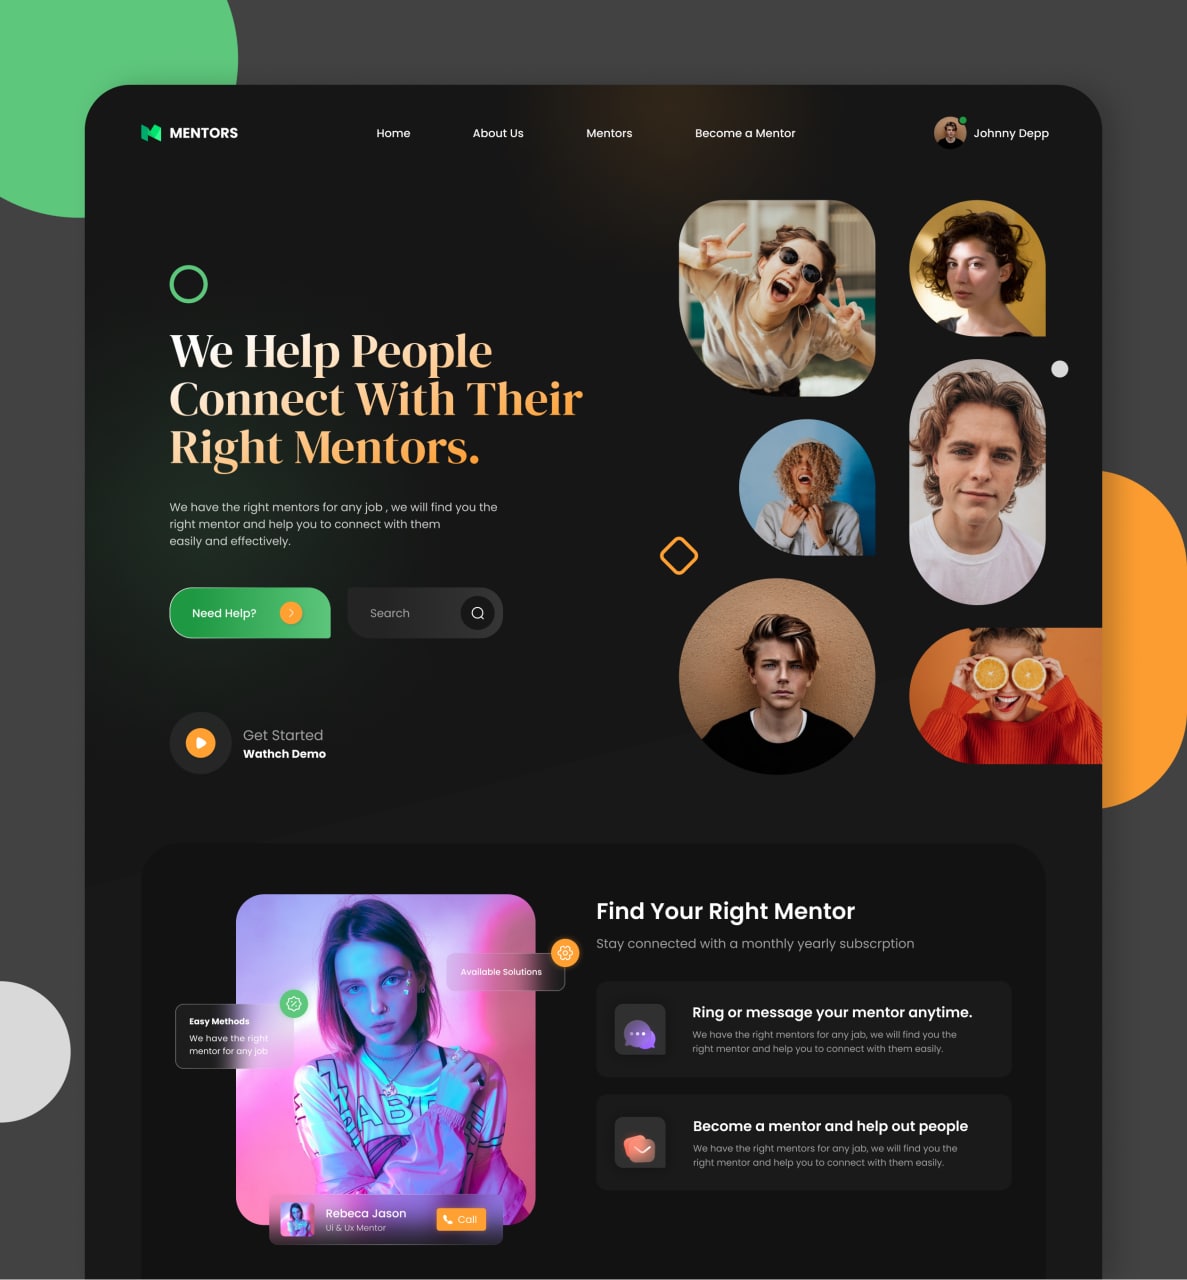 MENTORS
Home
About Us
Mentors
Become a Mentor
Johnny Depp
We Help People
Connect With Their
Right Mentors.
We have the right mentors for any job , we will find you the
right mentor and help you to connect with them
easily and effectively.
Need Help?
Search
Get Started
Wathch Demo
Find Your Right Mentor
Stay connected with a monthly yearly subscrption
Available Solutions
Easy Methods
We have the right
mentor for any job
Ring or message your mentor anytime.
We have the right mentors for any jab, we will find you the
right mentor and help you to connect with them easily.
Become a mentor and help out people
We have the right mentors for any jab, we will find you the
right mentor and help you to connect with them easily.
Rebeca Jason
Ui & Ux Mentor
Call